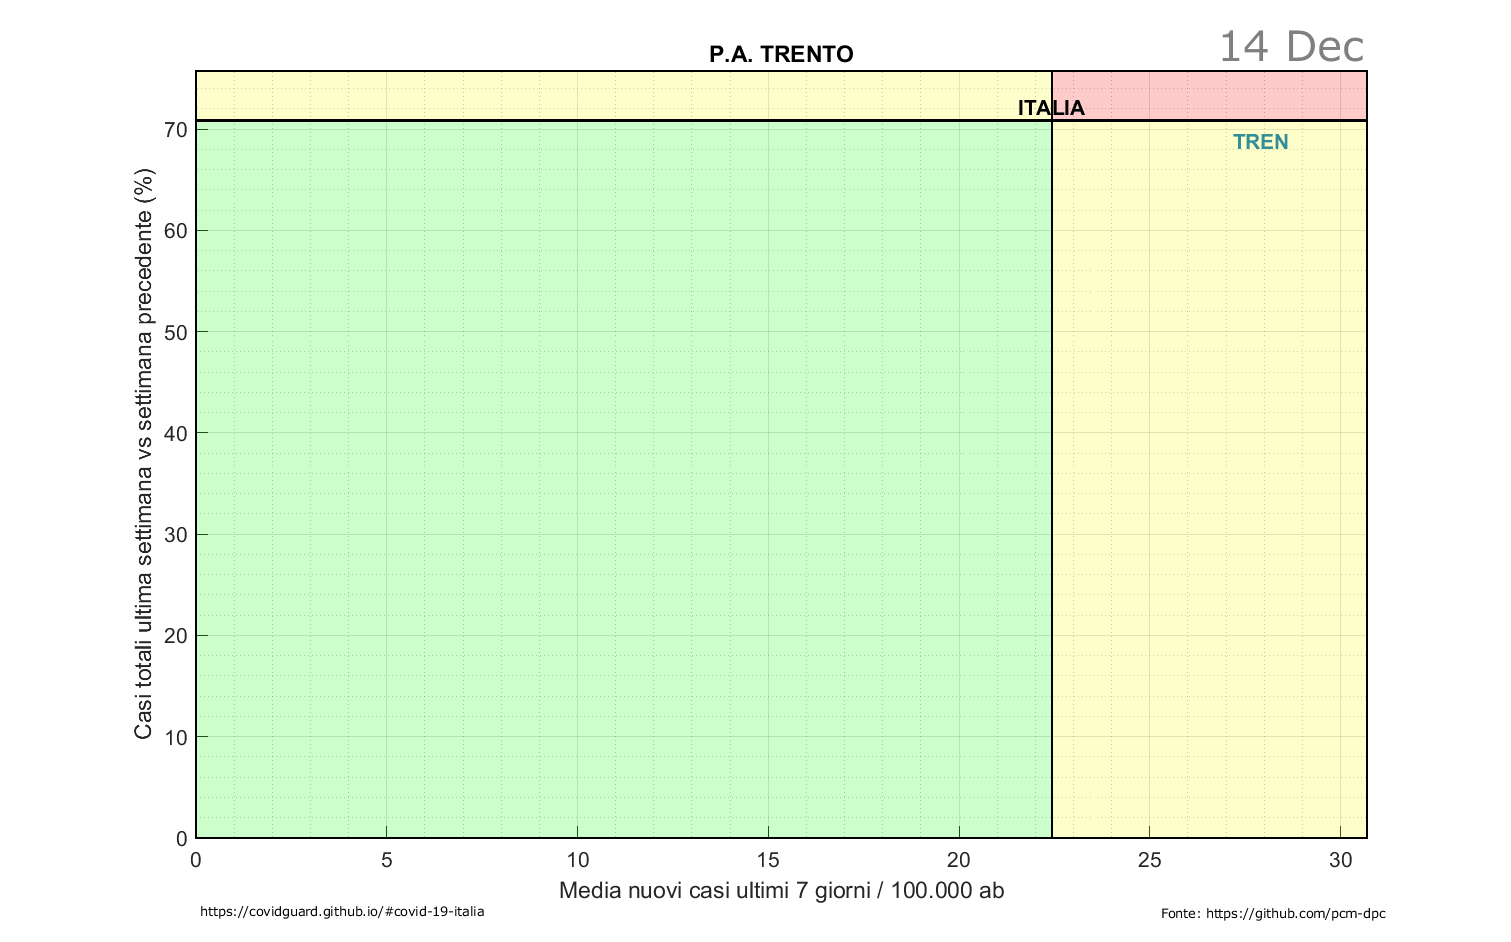 14 Dec
P.A. TRENTO
ITALIA
TREN
Casi totali ultima settimana vs settimana precedente (%)
70
60
50
40
30
20
10
0
0 5 10 15 20 25 30
Media nuovi casi ultimi 7 giorni / 100.000 ab
https://covidguard.github.io/#covid-19-italia
Fonte: https://github.com/pcm-dpc